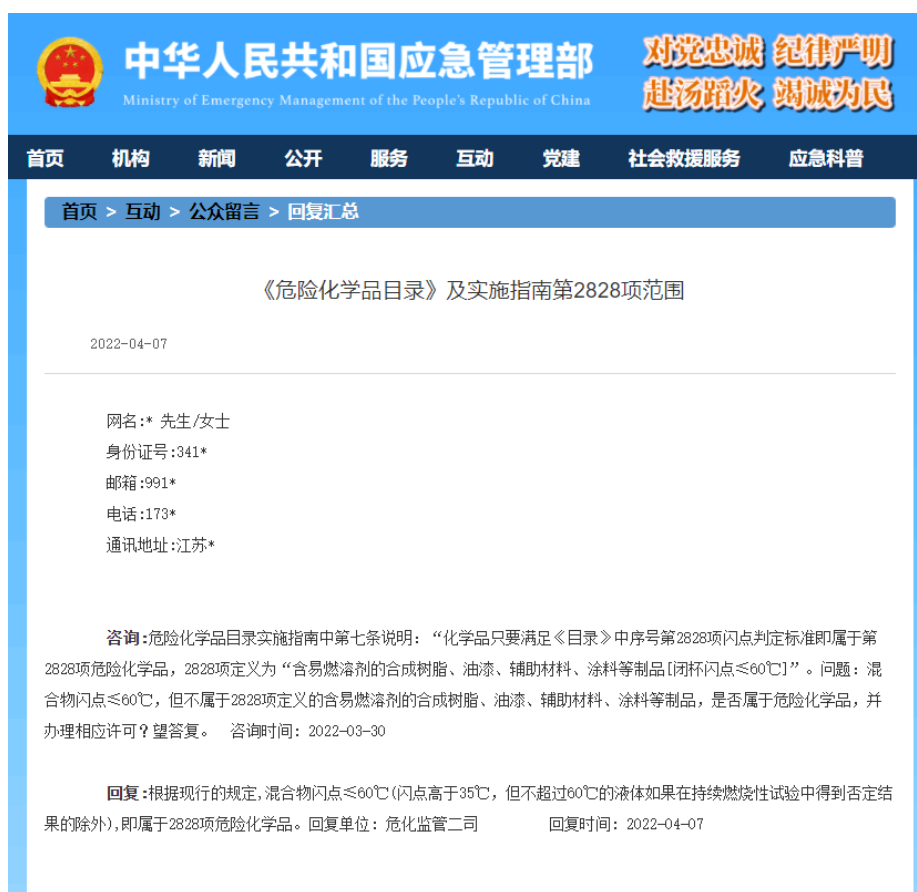 中华人民共和国应急管理部
Ministry of Emergency Management of the People's Republic of China
对党忠诚 纪律严明
赴汤蹈火 竭诚为民
首页 机构 新闻 公开 服务 互动 党建 社会救援服务 应急科普
首页 > 互动 > 公众留言 > 回复汇总
《危险化学品目录》及实施指南第2828项范围
2022-04-07
网名:* 先生/女士
身份证号:341*
邮箱:991*
电话:173*
通讯地址:江苏*
咨询:危险化学品目录实施指南中第七条说明:“化学品只要满足《目录》中序号第2828项闪点判定标准即属于第
2828项危险化学品，2828项定义为“含易燃溶剂的合成树脂、油漆、辅助材料、涂料等制品[闭杯闪点≤60℃]”。问题：混
合物闪点≤60℃，但不属于2828项定义的含易燃溶剂的合成树脂、油漆、辅助材料、涂料等制品，是否属于危险化学品，并
办理相应许可?望答复。 咨询时间：2022-03-30
回复:根据现行的规定,混合物闪点≤60℃(闪点高于35℃，但不超过60℃的液体如果在持续燃烧性试验中得到否定结
果的除外),即属于2828项危险化学品。回复单位：危化监管二司 回复时间：2022-04-07